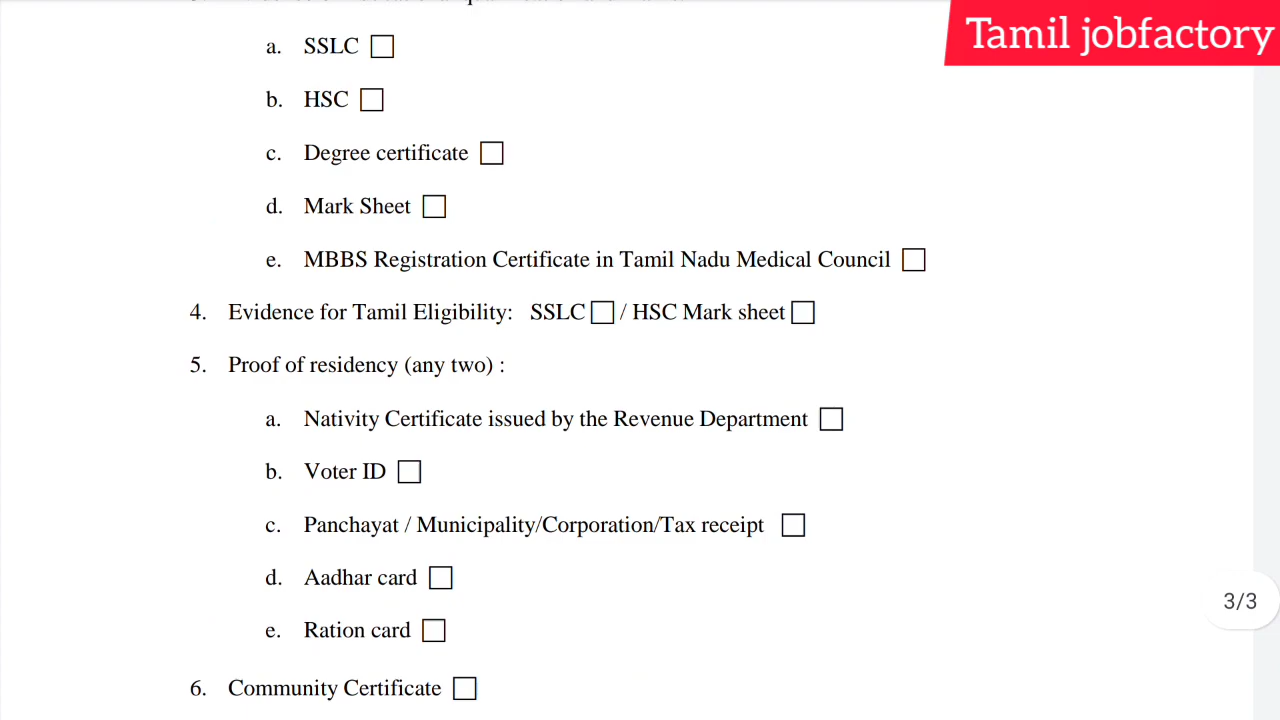 Tamil jobfactory
a. SSLC
b. HSC
c. Degree certificate
d. Mark Sheet
e. MBBS Registration Certificate in Tamil Nadu Medical Council
4. Evidence for Tamil Eligibility: SSLC / HSC Mark sheet
5. Proof of residency (any two) :
a. Nativity Certificate issued by the Revenue Department
b. Voter ID
c. Panchayat / Municipality/Corporation/Tax receipt
d. Aadhar card
3/3
e. Ration card
6. Community Certificate